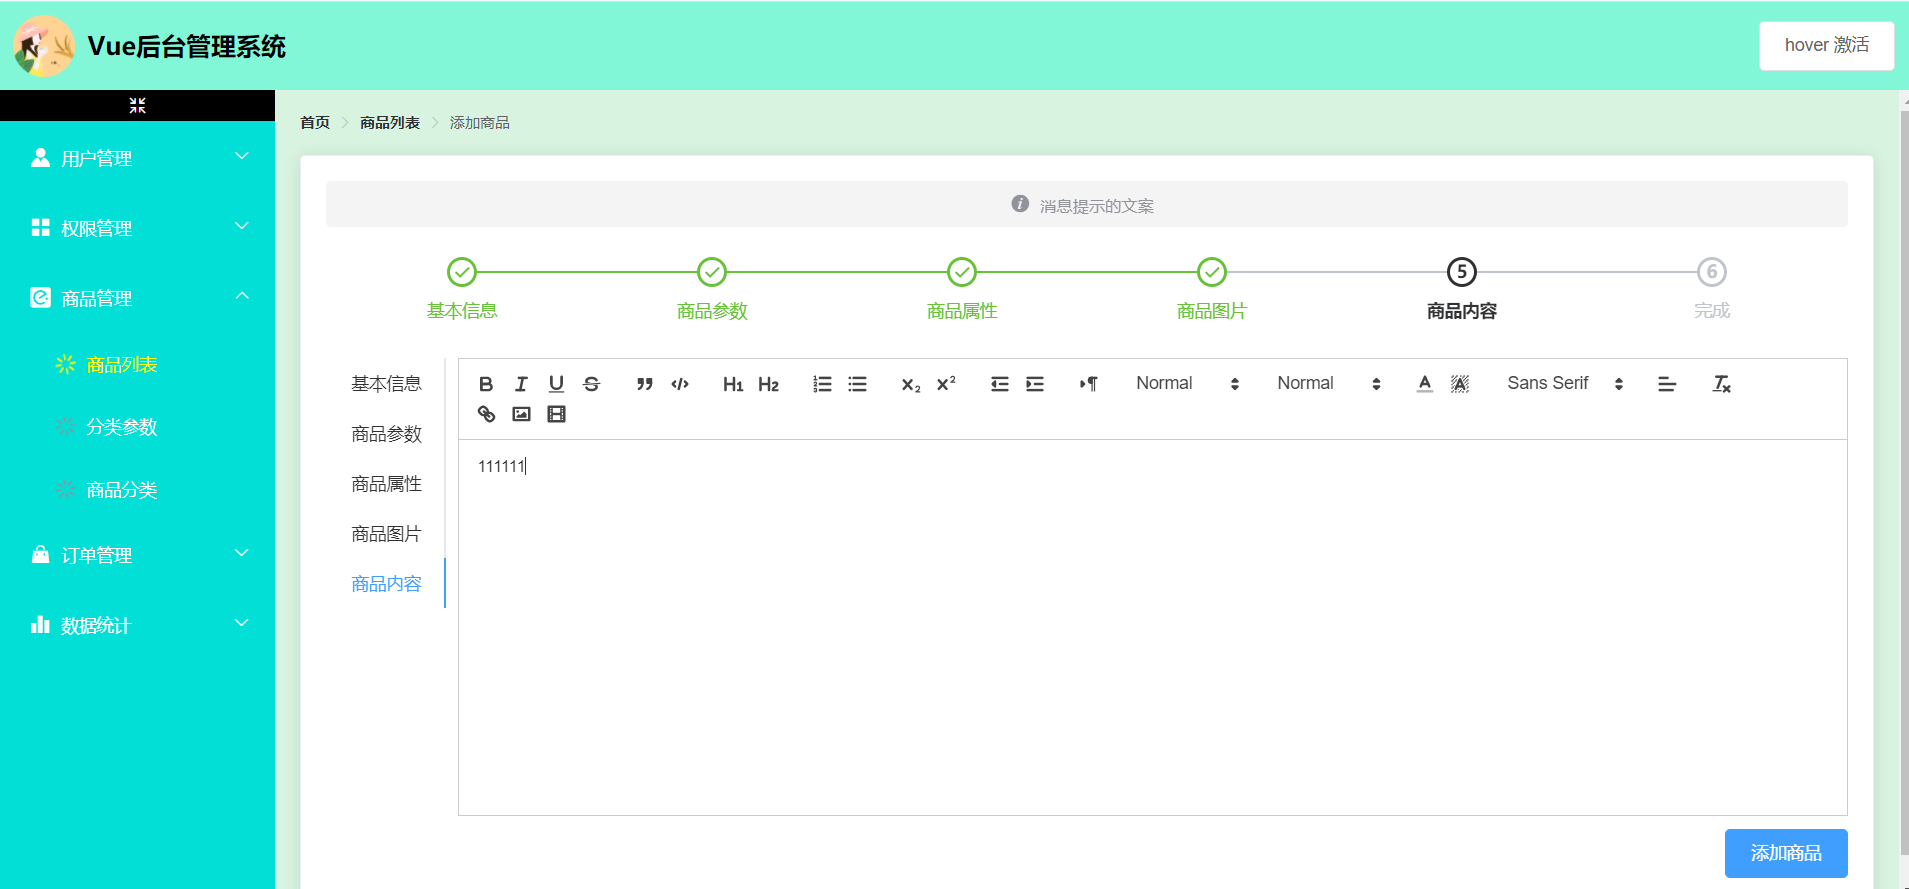 Vue后台管理系统
hover 激活
首页 商品列表 添加商品
用户管理
权限管理
商品管理
商品列表
分类参数
商品分类
订单管理
数据统计
消息提示的文案
5 6
基本信息 商品参数 商品属性 商品图片 商品内容 完成
基本信息
商品参数
商品属性
商品图片
商品内容
B I U S H1 H2 X2 X2 Normal Normal A A Sans Serif Tx
111111
添加商品